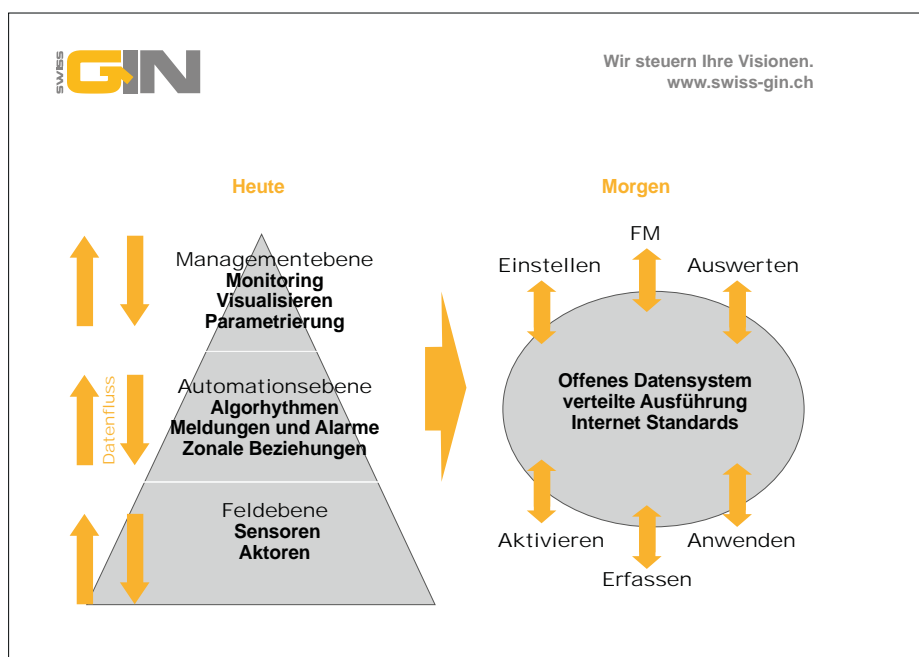 swiss GIN
Wir steuern Ihre Visionen.
www.swiss-gin.ch
Heute
Managementebene
Monitoring
Visualisieren
Parametrierung
Automationsebene
Algorhythmen
Meldungen und Alarme
Zonale Beziehungen
Datenfluss
Feldebene
Sensoren
Aktoren
Morgen
FM
Einstellen
Auswerten
Offenes Datensystem
verteilte Ausführung
Internet Standards
Aktivieren
Anwenden
Erfassen